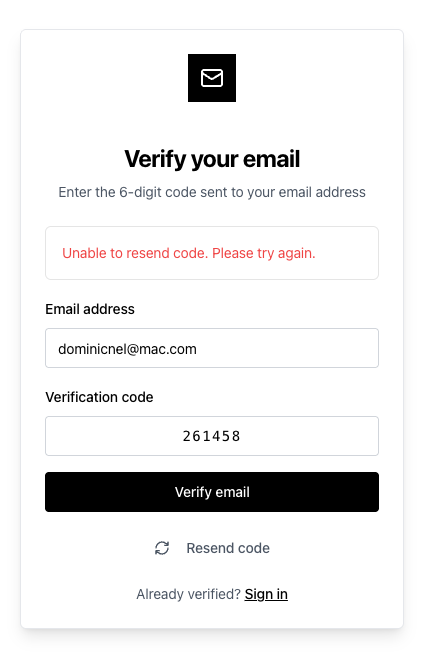 Verify your email
Enter the 6-digit code sent to your email address
Unable to resend code. Please try again.
Email address
dominicnel@mac.com
Verification code
261458
Verify email
Resend code
Already verified? Sign in